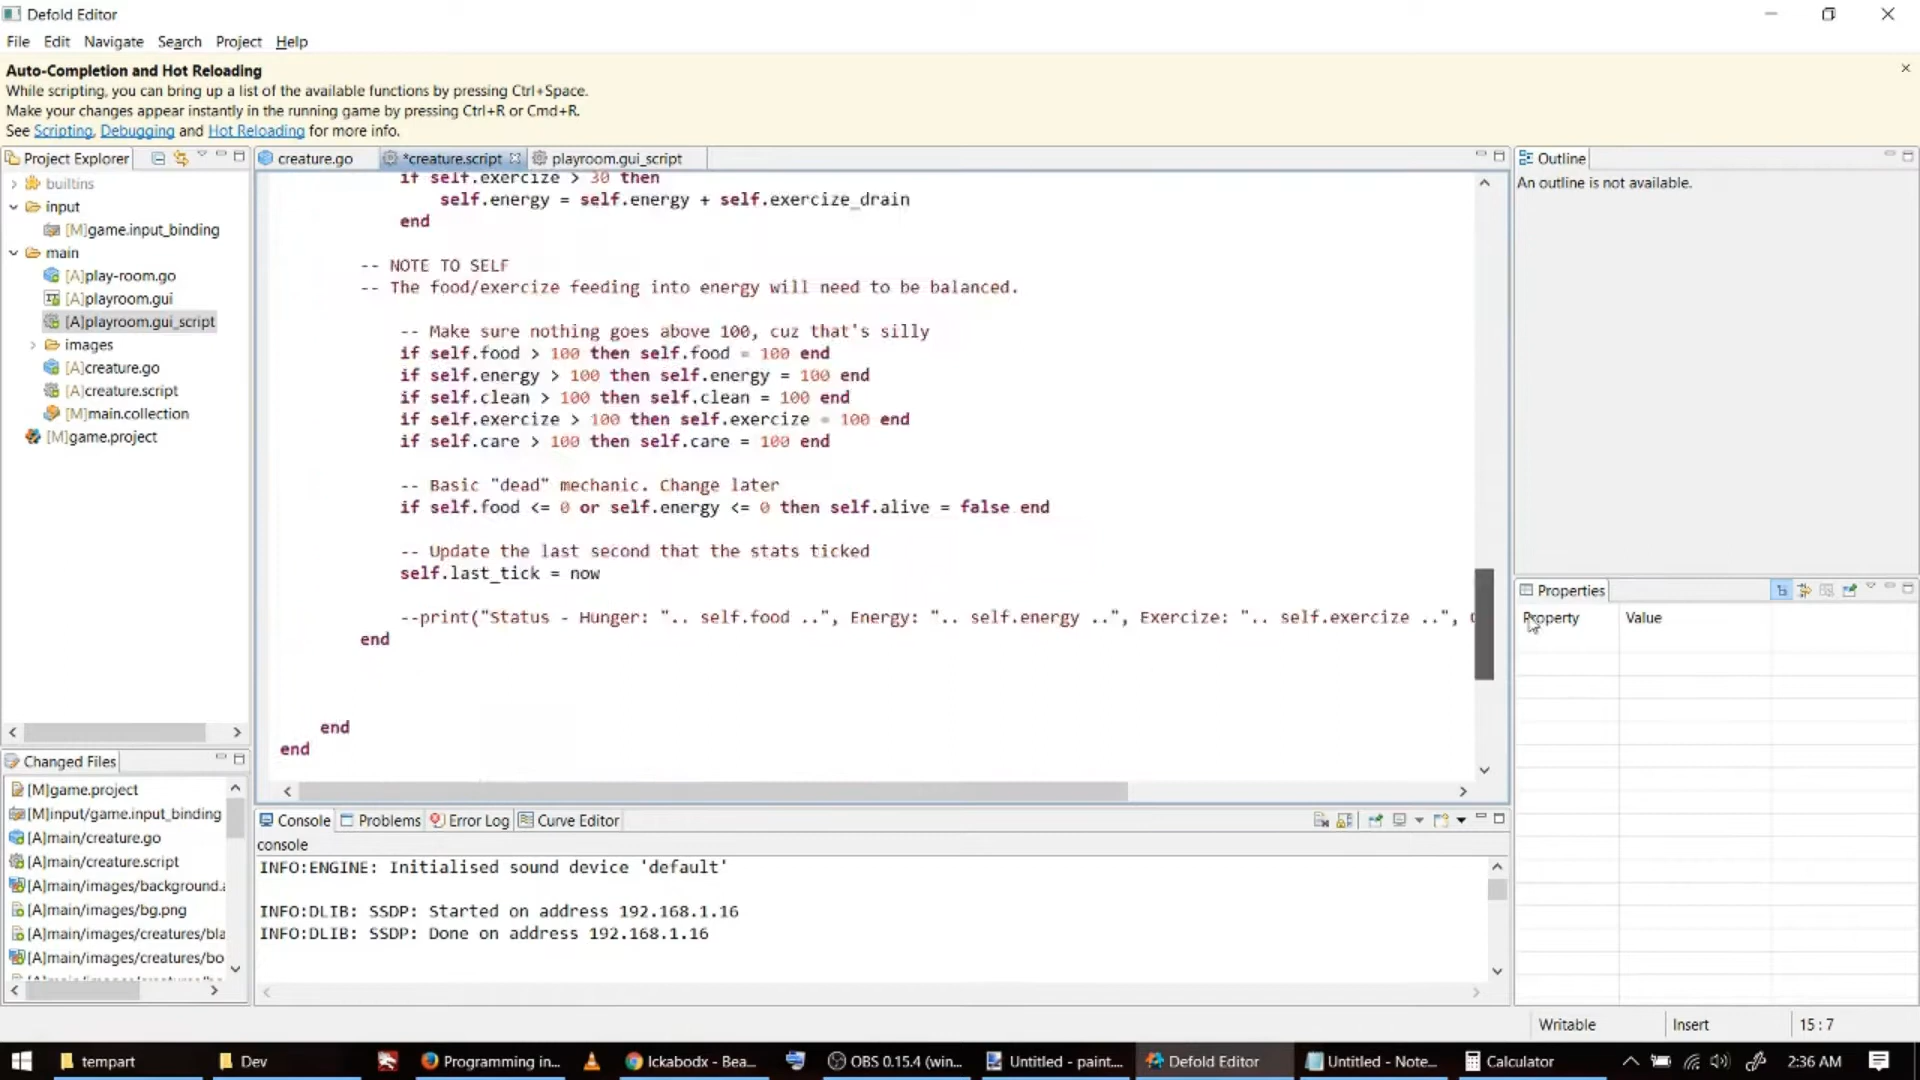 Defold Editor
File Edit Navigate Search Project Help
Auto-Completion and Hot Reloading
While scripting, you can bring up a list of the available functions by pressing Ctrl+Space.
Make your changes appear instantly in the running game by pressing Ctrl+R or Cmd+R.
See Scripting, Debugging and Hot Reloading for more info.
Project Explorer
builtins
input
[M]game.input_binding
main
[A]play-room.go
[A]playroom.gui
[A]playroom.gui_script
images
[A]creature.go
[A]creature.script
[M]main.collection
[M]game.project
Changed Files
[M]game.project
[M]input/game.input_binding
[A]main/creature.go
[A]main/creature.script
[A]main/images/background.a
[A]main/images/bg.png
[A]main/images/creatures/bla
[A]main/images/creatures/bo
creature.go *creature.script playroom.gui_script
if self.exercize > 30 then
self.energy = self.energy + self.exercize_drain
end
-- NOTE TO SELF
-- The food/exercize feeding into energy will need to be balanced.
-- Make sure nothing goes above 100, cuz that's silly
if self.food > 100 then self.food = 100 end
if self.energy > 100 then self.energy = 100 end
if self.clean > 100 then self.clean = 100 end
if self.exercize > 100 then self.exercize = 100 end
if self.care > 100 then self.care = 100 end
-- Basic "dead" mechanic. Change later
if self.food <= 0 or self.energy <= 0 then self.alive = false end
-- Update the last second that the stats ticked
self.last_tick = now
--print("Status - Hunger: ".. self.food ..", Energy: ".. self.energy ..", Exercize: ".. self.exercize ..",
end
end
end
Console Problems Error Log Curve Editor
console
INFO:ENGINE: Initialised sound device 'default'
INFO:DLIB: SSDP: Started on address 192.168.1.16
INFO:DLIB: SSDP: Done on address 192.168.1.16
Outline
An outline is not available.
Properties
Property Value
Writable Insert 15 : 7
tempart Dev Programming in... Ickabodx - Bea... OBS 0.15.4 (win... Untitled - paint... Defold Editor Untitled - Note... Calculator 2:36 AM